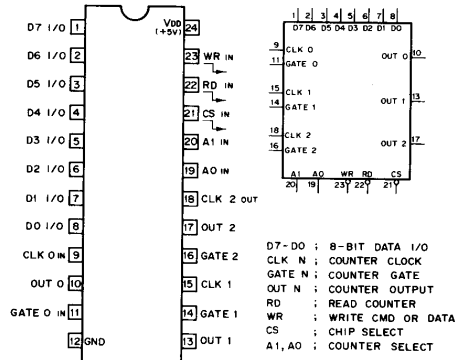 D7 I/O 1
D6 I/O 2
D5 I/O 3
D4 I/O 4
D3 I/O 5
D2 I/O 6
D1 I/O 7
D0 I/O 8
CLK 0 IN 9
OUT 0 10
GATE 0 IN 11
12 GND
VDD (+5V) 24
23 WR IN
22 RD IN
21 CS IN
20 A1 IN
19 A0 IN
18 CLK 2 OUT
17 OUT 2
16 GATE 2
15 CLK 1
14 GATE 1
13 OUT 1
1 2 3 4 5 6 7 8
D7 D6 D5 D4 D3 D2 D1 D0
9 CLK 0
11 GATE 0
OUT 0 10
15 CLK 1
14 GATE 1
OUT 1 13
18 CLK 2
16 GATE 2
OUT 2 17
A1 A0 WR RD CS
20 19 23 22 21
D7-D0 ; 8-BIT DATA I/O
CLK N ; COUNTER CLOCK
GATE N ; COUNTER GATE
OUT N ; COUNTER OUTPUT
RD ; READ COUNTER
WR ; WRITE CMD OR DATA
CS ; CHIP SELECT
A1, A0 ; COUNTER SELECT